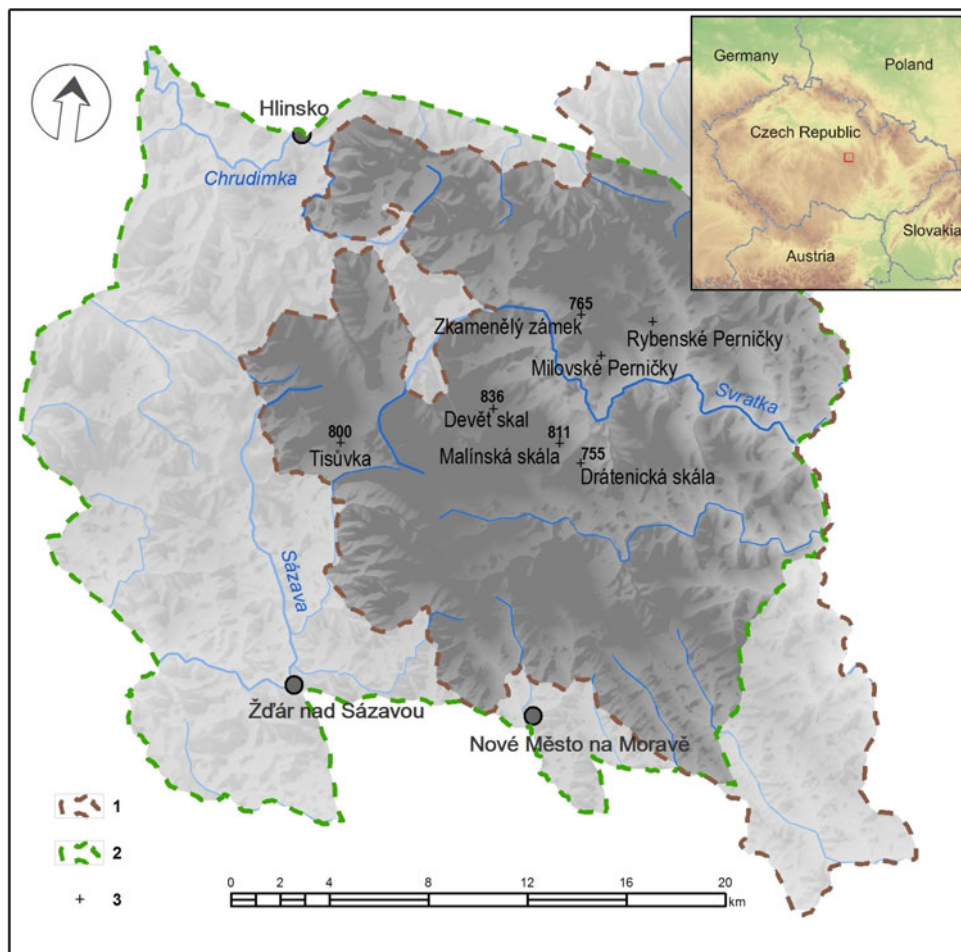 Germany
Poland
Czech Republic
Slovakia
Austria
Hlinsko
Chrudimka
765
Zkamenělý zámek
Rybenské Perničky
Milovské Perničky
Svratka
836
Devět skal
800
Tisůvka
811
Malínská skála
755
Drátenická skála
Sázava
Žďár nad Sázavou
Nové Město na Moravě
1
2
3
0 2 4 8 12 16 20
km